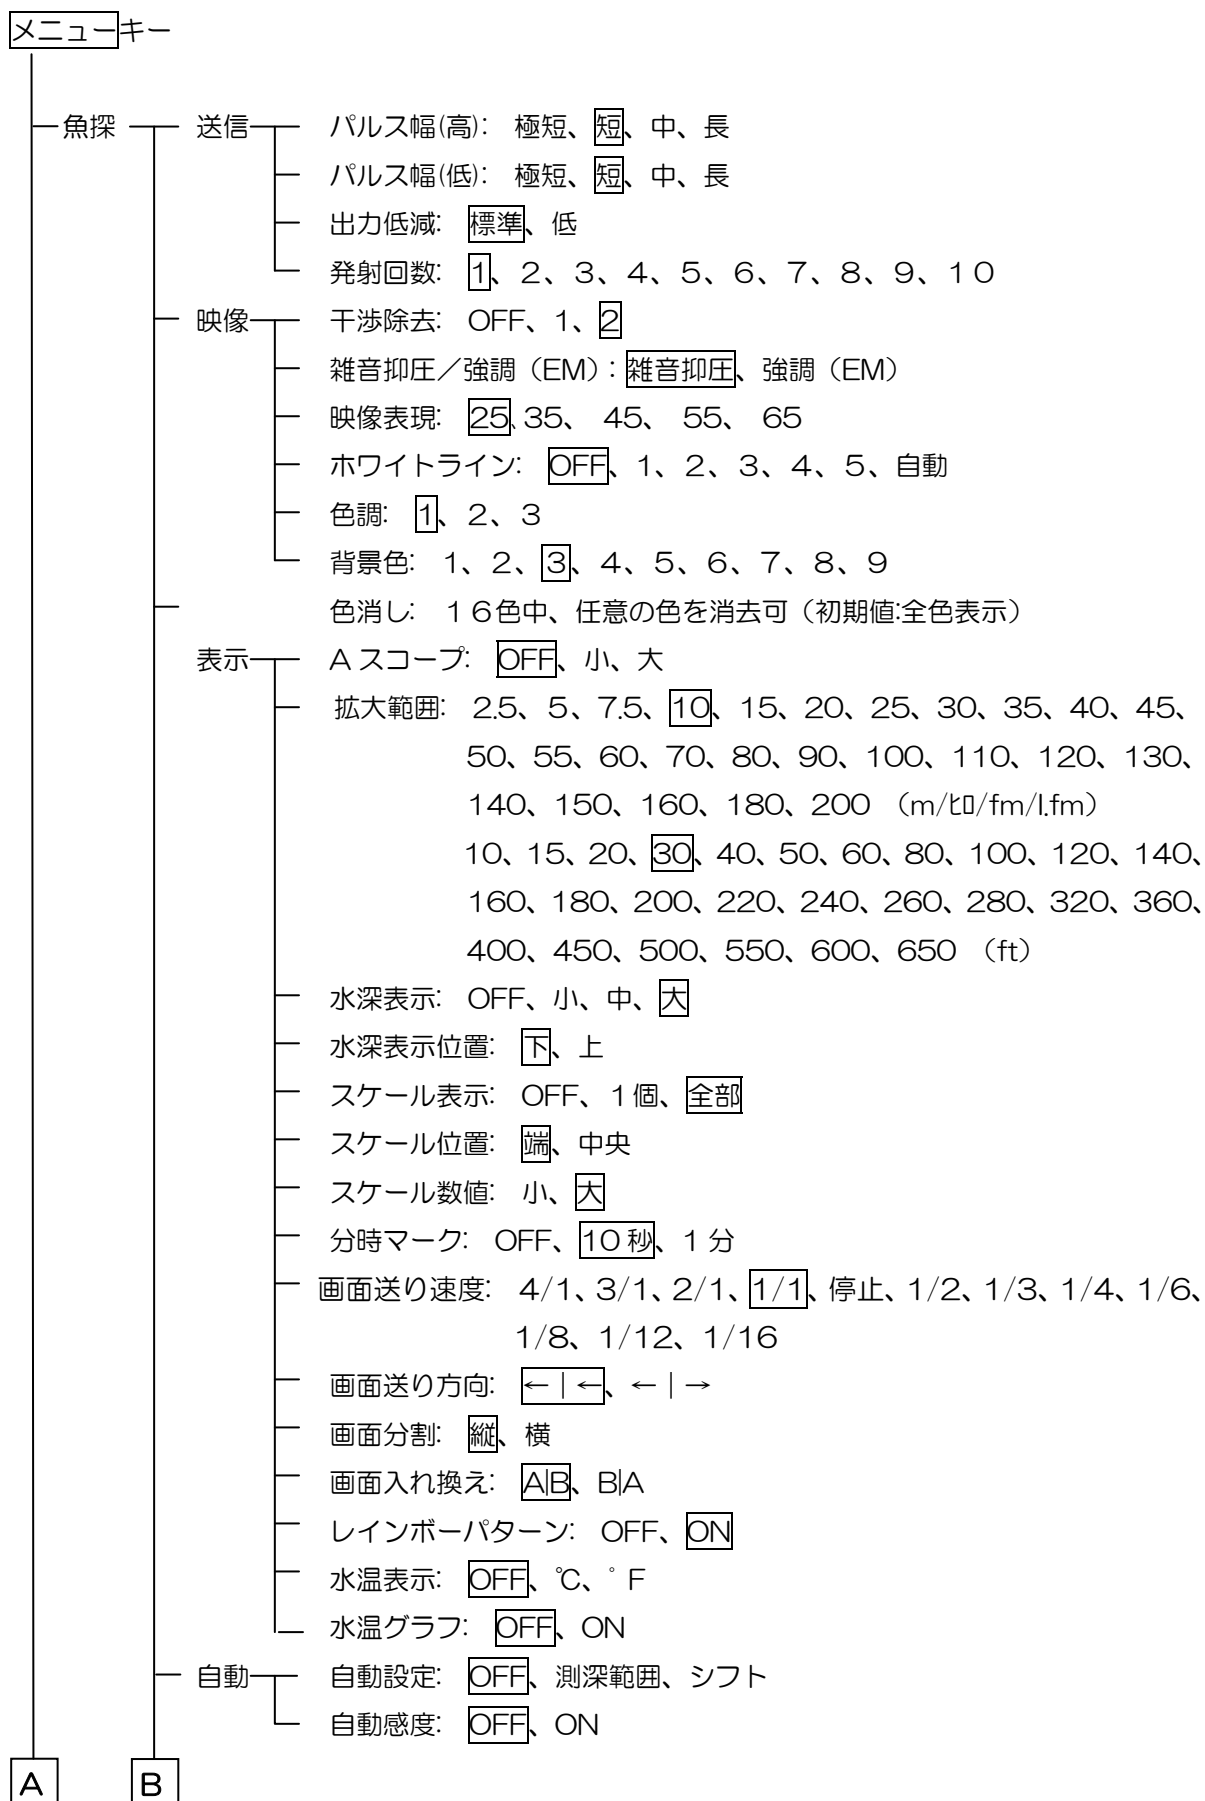 メニューキー
魚探 送信 パルス幅(高): 極短、短、中、長
パルス幅(低): 極短、短、中、長
出力低減: 標準、低
発射回数: 1、2、3、4、5、6、7、8、9、10
映像 干渉除去: OFF、1、2
雑音抑圧／強調（EM）: 雑音抑圧、強調（EM）
映像表現: 25、35、 45、 55、 65
ホワイトライン: OFF、1、2、3、4、5、自動
色調: 1、2、3
背景色: 1、2、3、4、5、6、7、8、9
色消し: 16色中、任意の色を消去可（初期値:全色表示）
表示 A スコープ: OFF、小、大
拡大範囲: 2.5、5、7.5、10、15、20、25、30、35、40、45、
50、55、60、70、80、90、100、110、120、130、
140、150、160、180、200 （m/ﾋﾛ/fm/I.fm）
10、15、20、30、40、50、60、80、100、120、140、
160、180、200、220、240、260、280、320、360、
400、450、500、550、600、650 （ft）
水深表示: OFF、小、中、大
水深表示位置: 下、上
スケール表示: OFF、1個、全部
スケール位置: 端、中央
スケール数値: 小、大
分時マーク: OFF、10秒、1分
画面送り速度: 4/1、3/1、2/1、1/1、停止、1/2、1/3、1/4、1/6、
1/8、1/12、1/16
画面送り方向: ←｜←、←｜→
画面分割: 縦、横
画面入れ換え: A|B、B|A
レインボーパターン: OFF、ON
水温表示: OFF、℃、°F
水温グラフ: OFF、ON
自動 自動設定: OFF、測深範囲、シフト
自動感度: OFF、ON
A B